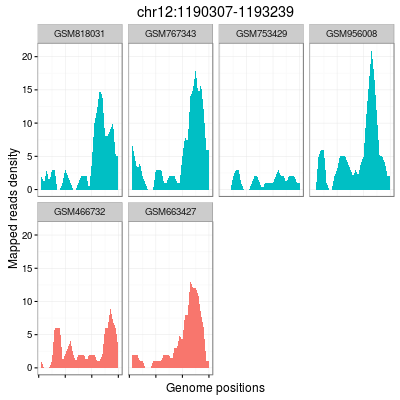 chr12:1190307-1193239
GSM818031 GSM767343 GSM753429 GSM956008
20
15
10
5
0
GSM466732 GSM663427
20
15
10
5
0
Mapped reads density
Genome positions